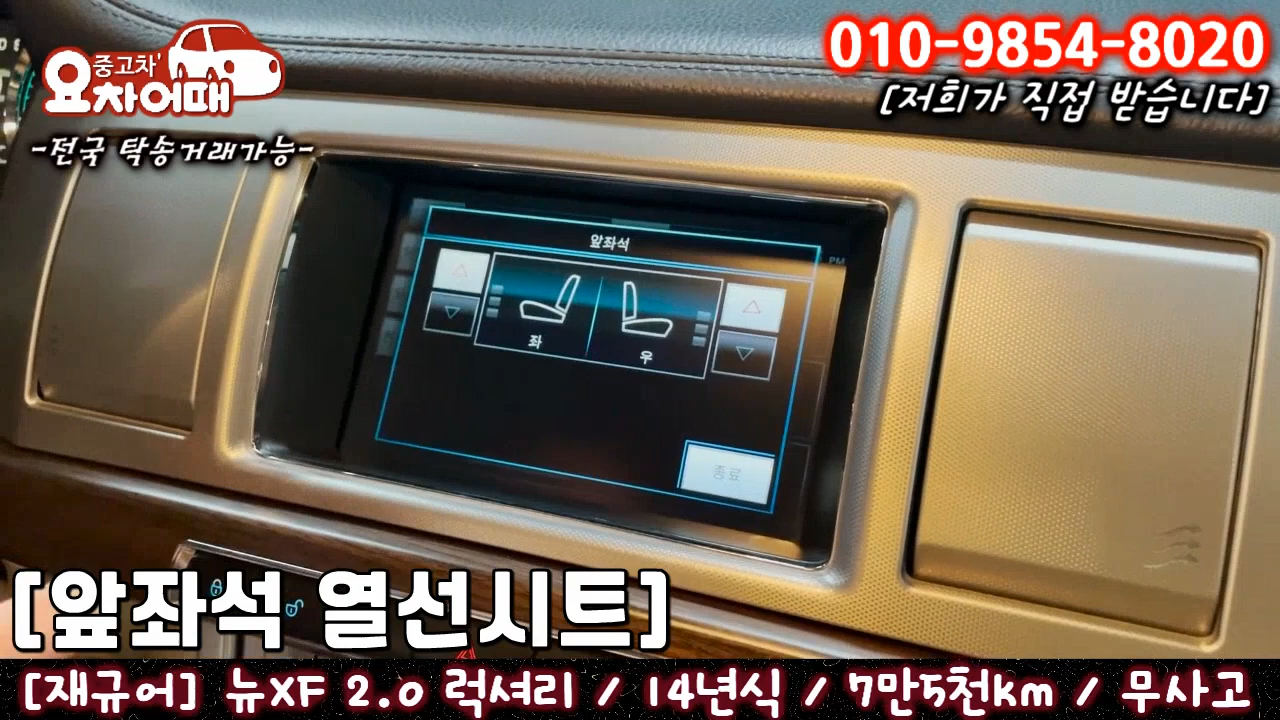 중고차'
요차어때
-전국 탁송거래가능-
010-9854-8020
[저희가 직접 받습니다]
앞좌석
PM
좌
우
종료
[앞좌석 열선시트]
[재규어] 뉴XF 2.0 럭셔리 / 14년식 / 7만5천km / 무사고